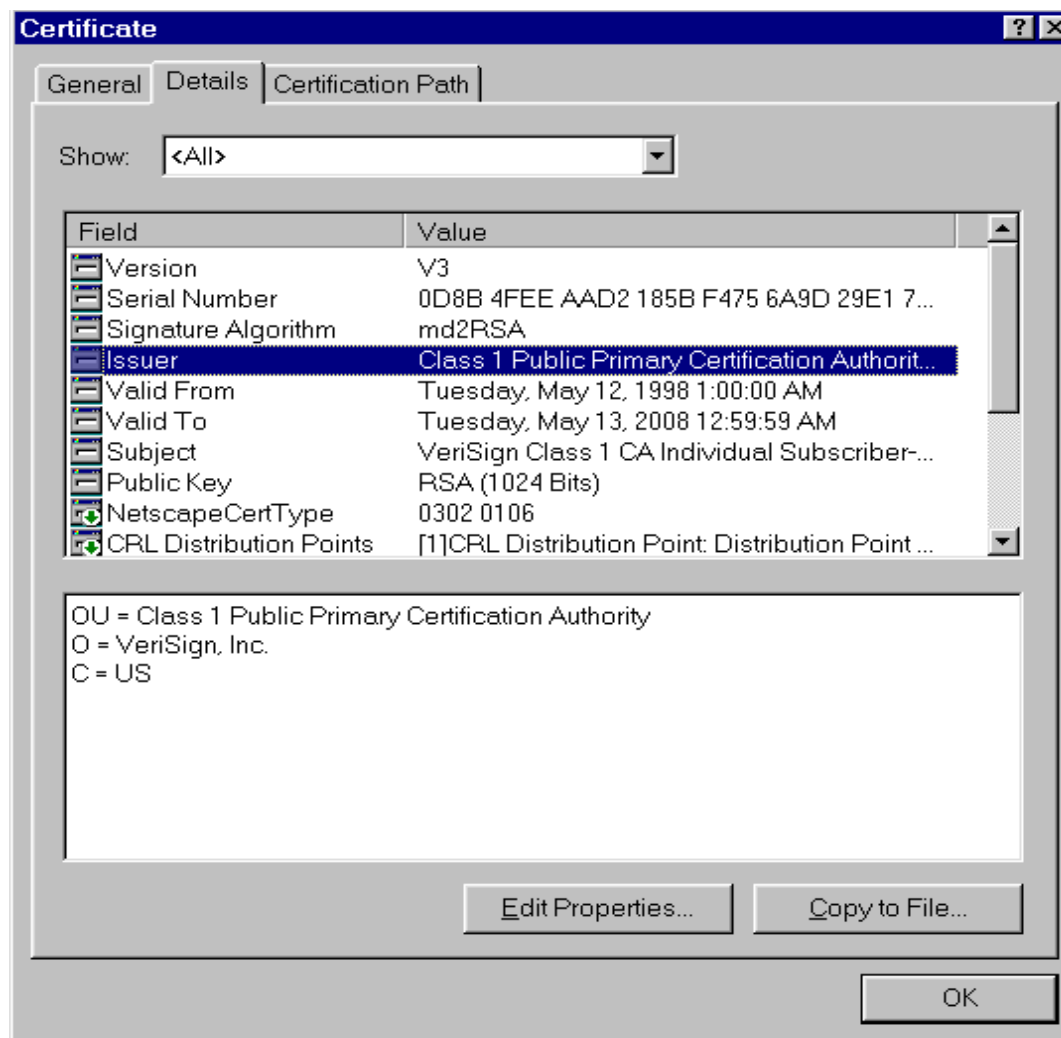 Certificate
General Details Certification Path
Show: <All>
Field Value
Version V3
Serial Number 0D8B 4FEE AAD2 185B F475 6A9D 29E1 7...
Signature Algorithm md2RSA
Issuer Class 1 Public Primary Certification Authorit...
Valid From Tuesday, May 12, 1998 1:00:00 AM
Valid To Tuesday, May 13, 2008 12:59:59 AM
Subject VeriSign Class 1 CA Individual Subscriber-...
Public Key RSA (1024 Bits)
NetscapeCertType 0302 0106
CRL Distribution Points [1]CRL Distribution Point: Distribution Point ...
OU = Class 1 Public Primary Certification Authority
O = VeriSign, Inc.
C = US
Edit Properties... Copy to File...
OK